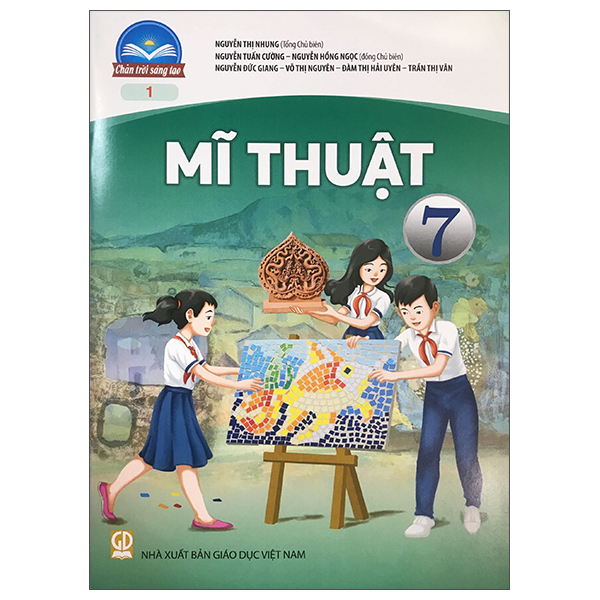 Chân trời sáng tạo
1
NGUYỄN THỊ NHUNG (Tổng Chủ biên)
NGUYỄN TUẤN CƯỜNG – NGUYỄN HỒNG NGỌC (đồng Chủ biên)
NGUYỄN ĐỨC GIANG – VÕ THỊ NGUYÊN – ĐÀM THỊ HẢI UYÊN – TRẦN THỊ VÂN
MĨ THUẬT
7
GD
NHÀ XUẤT BẢN GIÁO DỤC VIỆT NAM